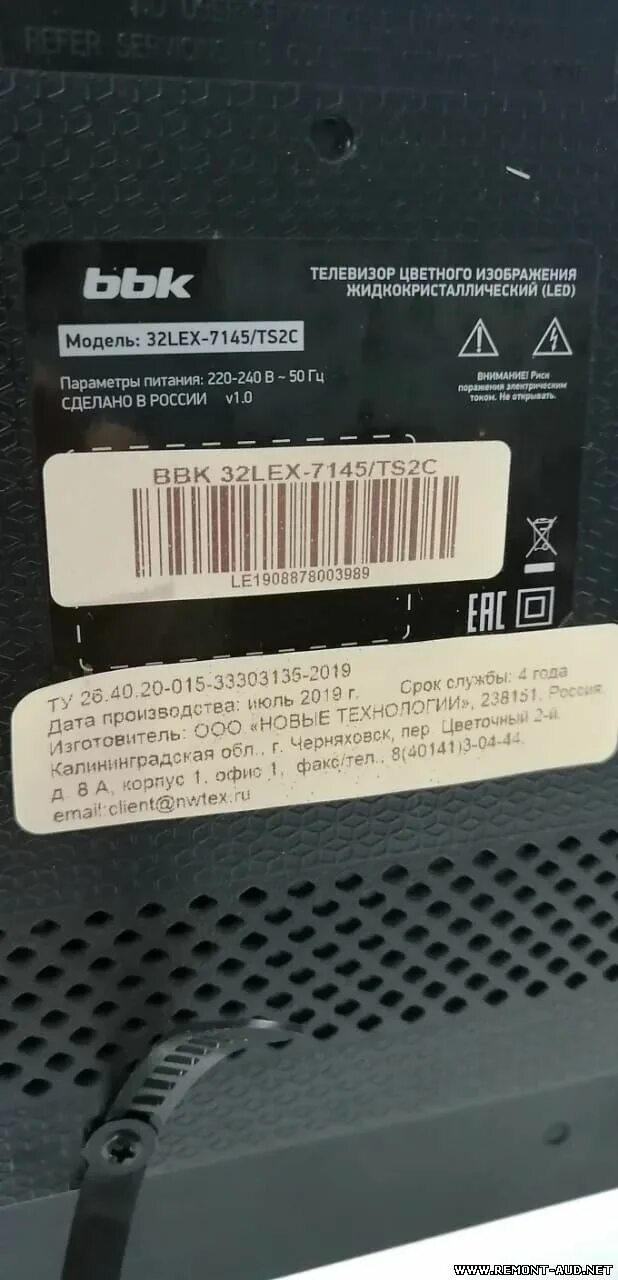 REFER SERVICING TO
bbk
ТЕЛЕВИЗОР ЦВЕТНОГО ИЗОБРАЖЕНИЯ
ЖИДКОКРИСТАЛЛИЧЕСКИЙ (LED)
Модель: 32LEX-7145/TS2C
Параметры питания: 220-240 В ~ 50 Гц
СДЕЛАНО В РОССИИ v1.0
ВНИМАНИЕ! Риск
поражения электрическим
током. Не открывать.
BBK 32LEX-7145/TS2C
LE1908878003989
EAC
ТУ 26.40.20-015-33303135-2019
Дата производства: июль 2019 г. Срок службы: 4 года
Изготовитель: ООО «НОВЫЕ ТЕХНОЛОГИИ», 238151, Россия,
Калининградская обл., г. Черняховск, пер. Цветочный 2-й,
д. 8 А, корпус 1, офис 1, факс/тел., 8(40141)3-04-44,
email:client@nwtex.ru
WWW.REMONT-AUD.NET